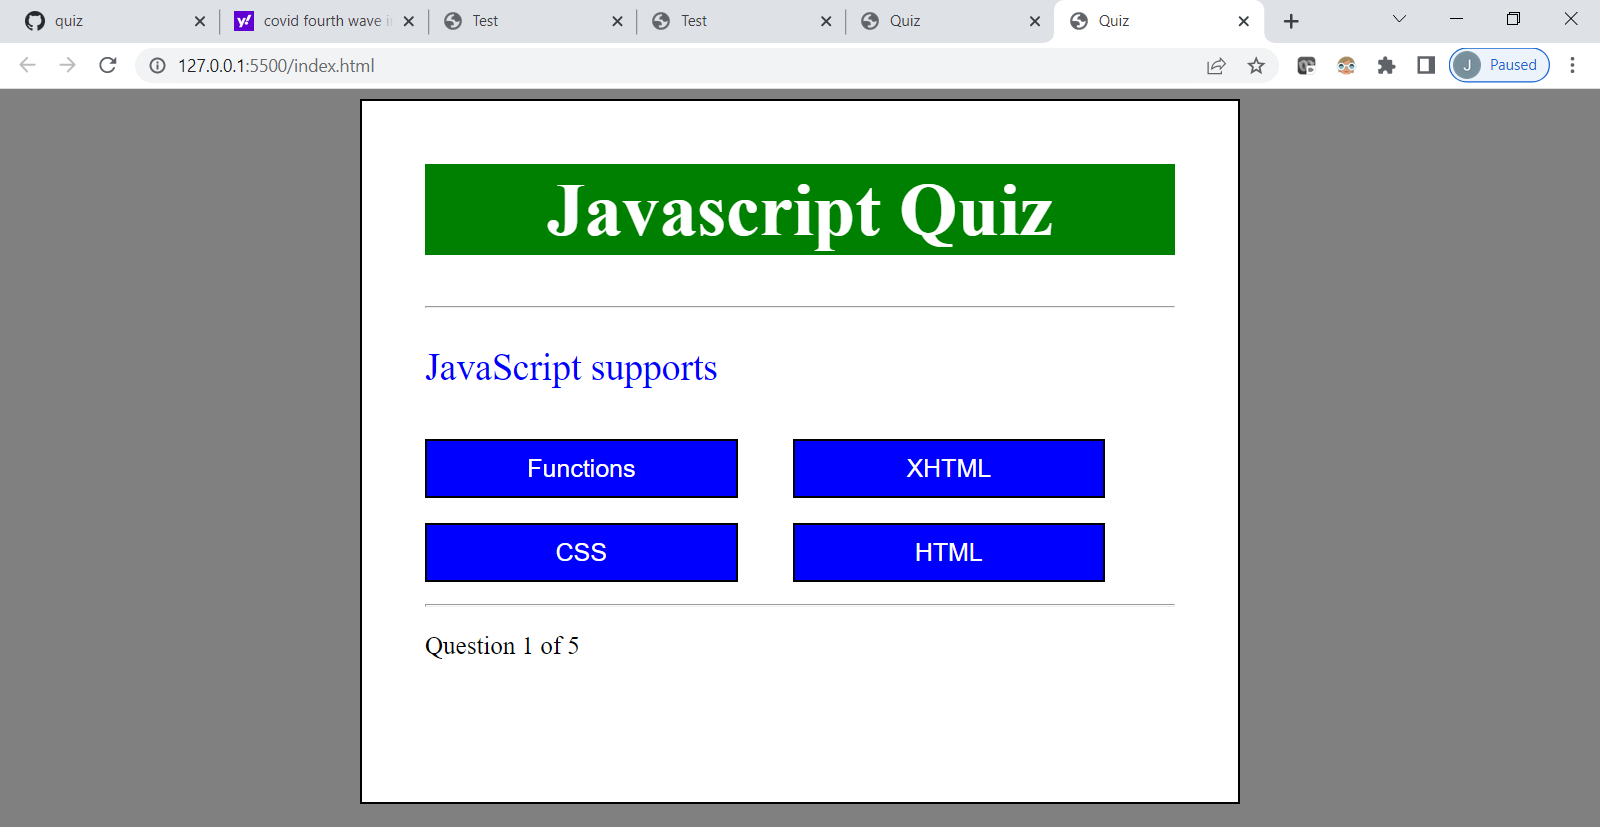 quiz
covid fourth wave i
Test
Test
Quiz
Quiz
127.0.0.1:5500/index.html
J Paused
Javascript Quiz
JavaScript supports
Functions XHTML
CSS HTML
Question 1 of 5